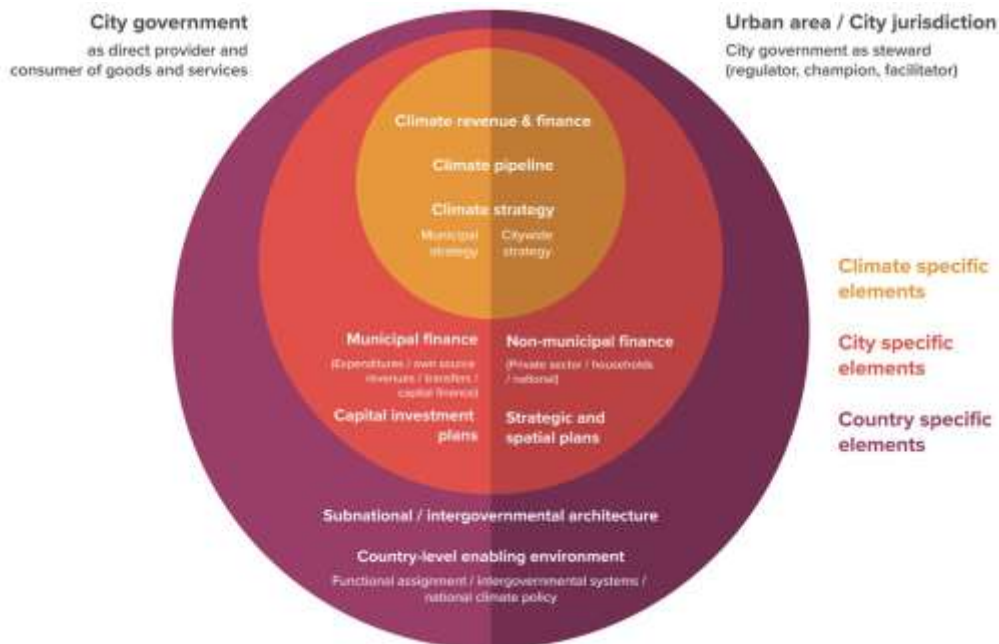 City government
as direct provider and
consumer of goods and services
Urban area / City jurisdiction
City government as steward
(regulator, champion, facilitator)
Climate revenue & finance
Climate pipeline
Climate strategy
Municipal
strategy
Citywide
strategy
Climate specific
elements
City specific
elements
Country specific
elements
Municipal finance
(Expenditures / own source
revenues / transfers /
capital finance)
Capital investment
plans
Non-municipal finance
(Private sector / households
/ national)
Strategic and
spatial plans
Subnational / intergovernmental architecture
Country-level enabling environment
Functional assignment / intergovernmental systems /
national climate policy